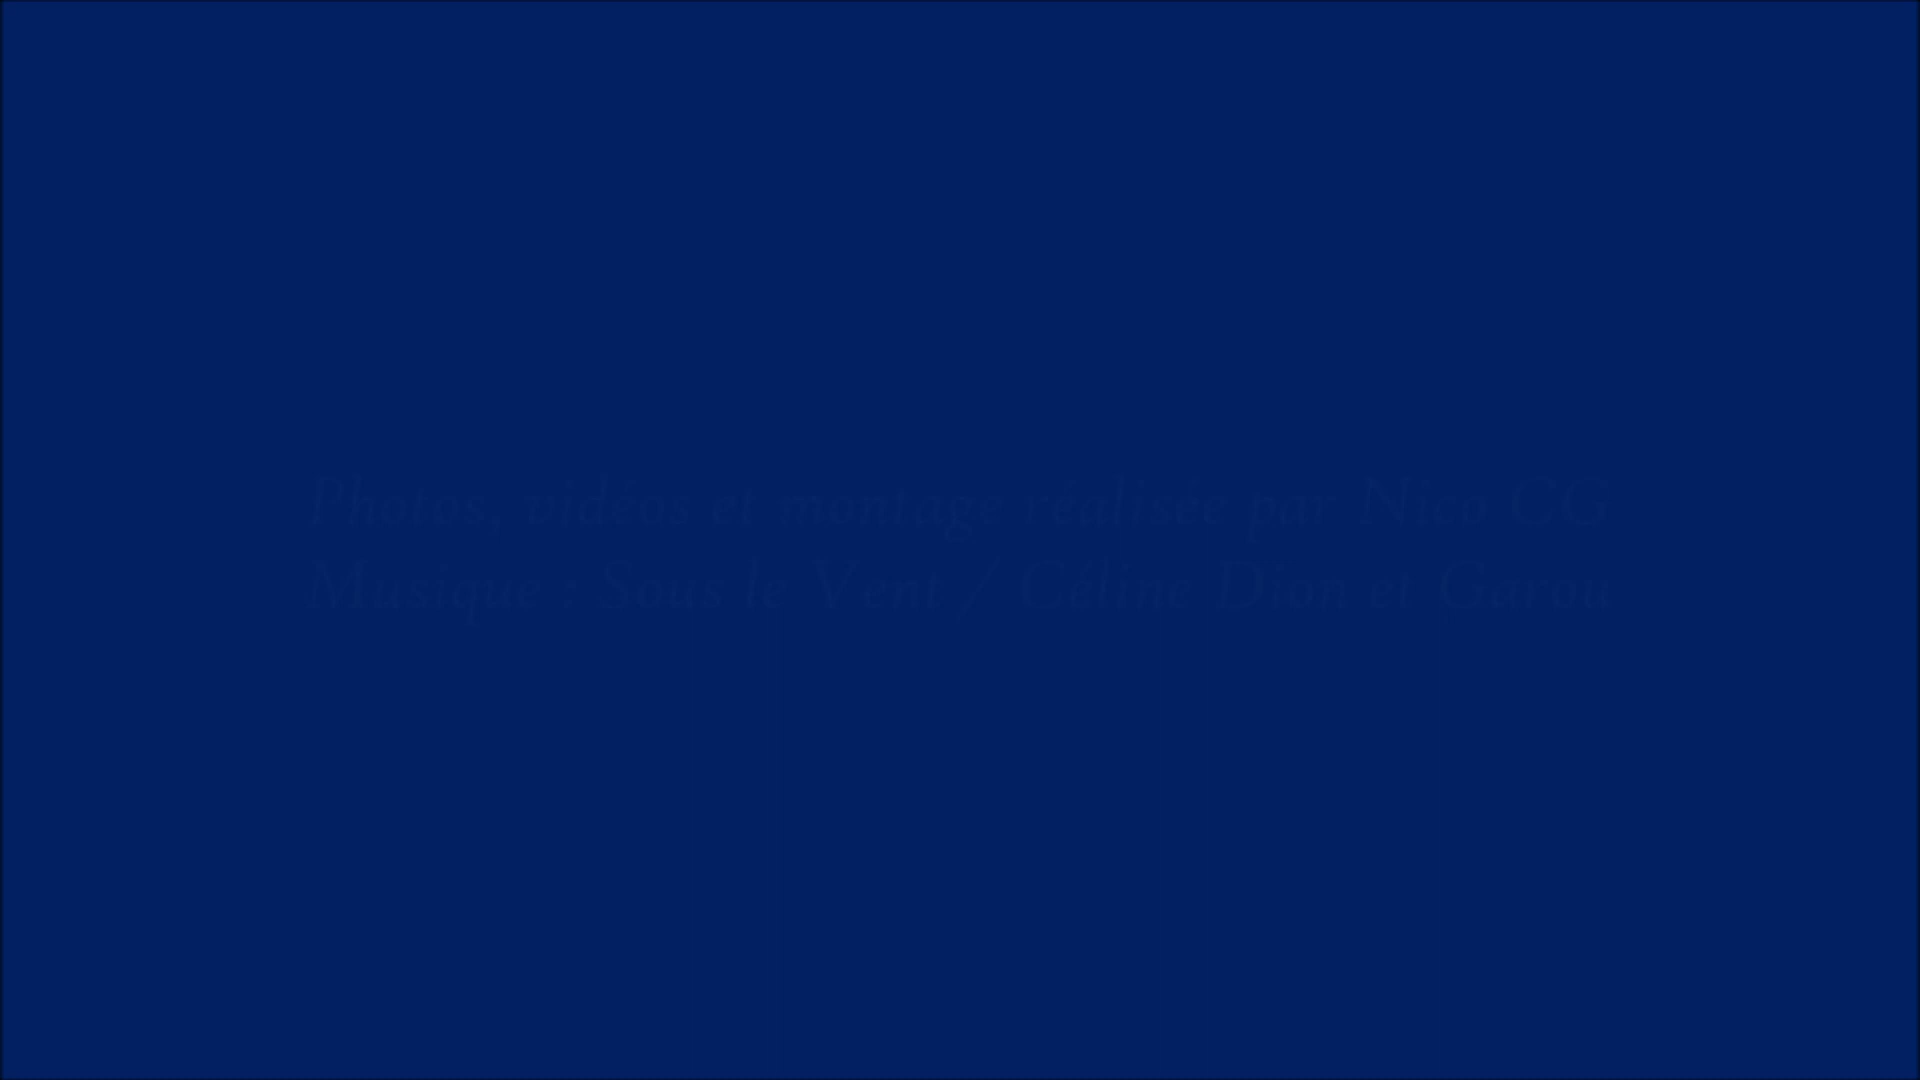 Photos, vidéos et montage réalisée par Nico CG
Musique : Sous le Vent / Céline Dion et Garou